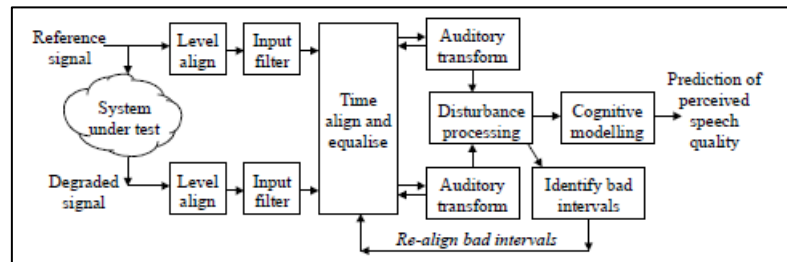 Reference
signal
Level
align
Input
filter
System
under test
Degraded
signal
Level
align
Input
filter
Time
align and
equalise
Auditory
transform
Disturbance
processing
Auditory
transform
Cognitive
modelling
Identify bad
intervals
Prediction of
perceived
speech
quality
Re-align bad intervals